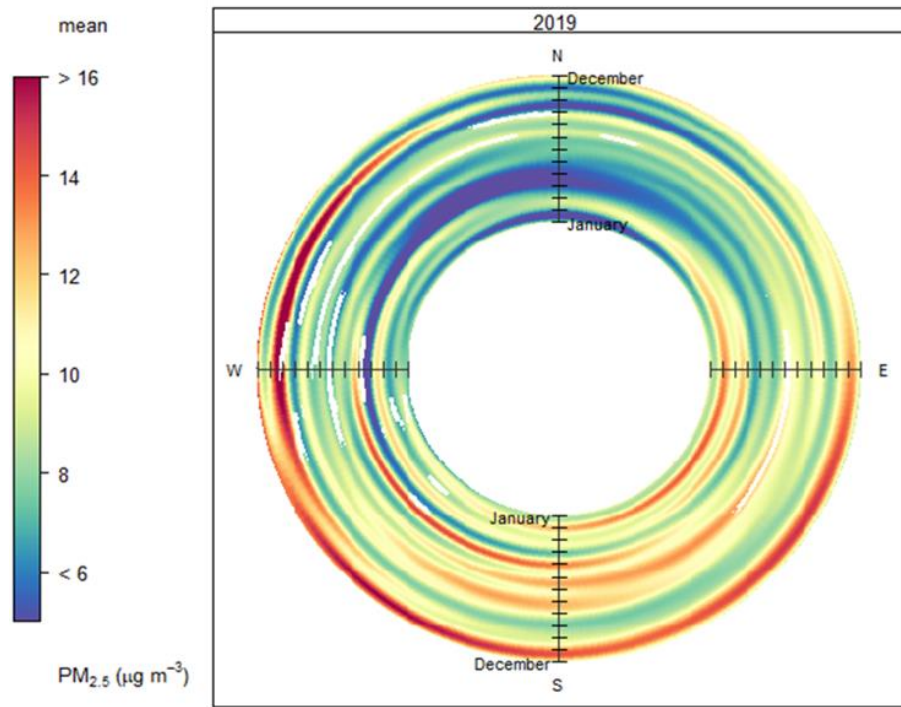 2019
mean
> 16
14
12
10
8
< 6
PM2.5 (μg m−3)
N
December
January
W
E
January
December
S